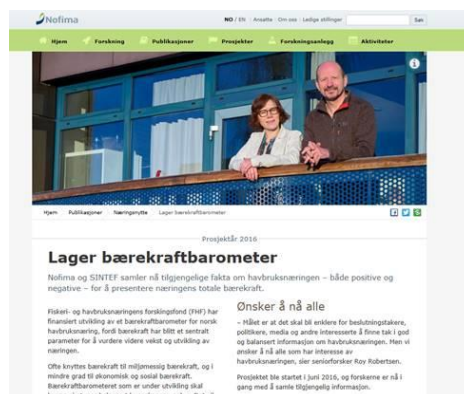 Nofima
NO / EN Ansatte Om oss Ledige stillinger Søk
Hjem Forskning Publikasjoner Prosjekter Forskningsanlegg Aktiviteter
Hjem Publikasjoner Næringsnytte Lager bærekraftbarometer
Prosjektår 2016
Lager bærekraftbarometer
Nofima og SINTEF samler nå tilgjengelige fakta om havbruksnæringen – både positive og
negative – for å presentere næringens totale bærekraft.
Fiskeri- og havbruksnæringens forskingsfond (FHF) har
finansiert utvikling av et bærekraftbarometer for norsk
havbruksnæring, fordi bærekraft har blitt et sentralt
parameter for å vurdere videre vekst og utvikling av
næringen.
Ofte knyttes bærekraft til miljømessig bærekraft, og i
mindre grad til økonomisk og sosial bærekraft.
Bærekraftbarometeret som er under utvikling skal
Ønsker å nå alle
– Målet er at det skal bli enklere for beslutningstakere,
politikere, media og andre interesserte å finne tak i god
og balansert informasjon om havbruksnæringen. Men vi
ønsker å nå alle som har interesse av
havbruksnæringen, sier seniorforsker Roy Robertsen.
Prosjektet ble startet i juni 2016, og forskerne er nå i
gang med å samle tilgjengelig informasjon.